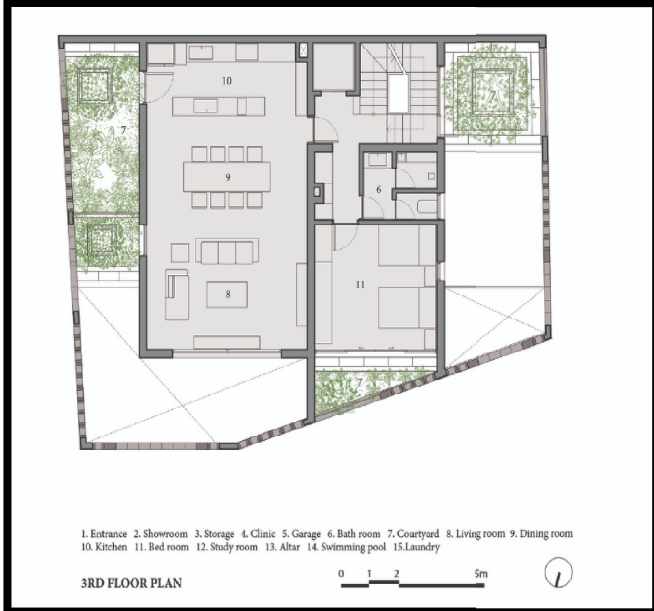 10
7
7
9
6
8
11
7
1. Entrance 2. Showroom 3. Storage 4. Clinic 5. Garage 6. Bath room 7. Courtyard 8. Living room 9. Dining room
10. Kitchen 11. Bed room 12. Study room 13. Altar 14. Swimming pool 15.Laundry
3RD FLOOR PLAN
0 1 2 5m